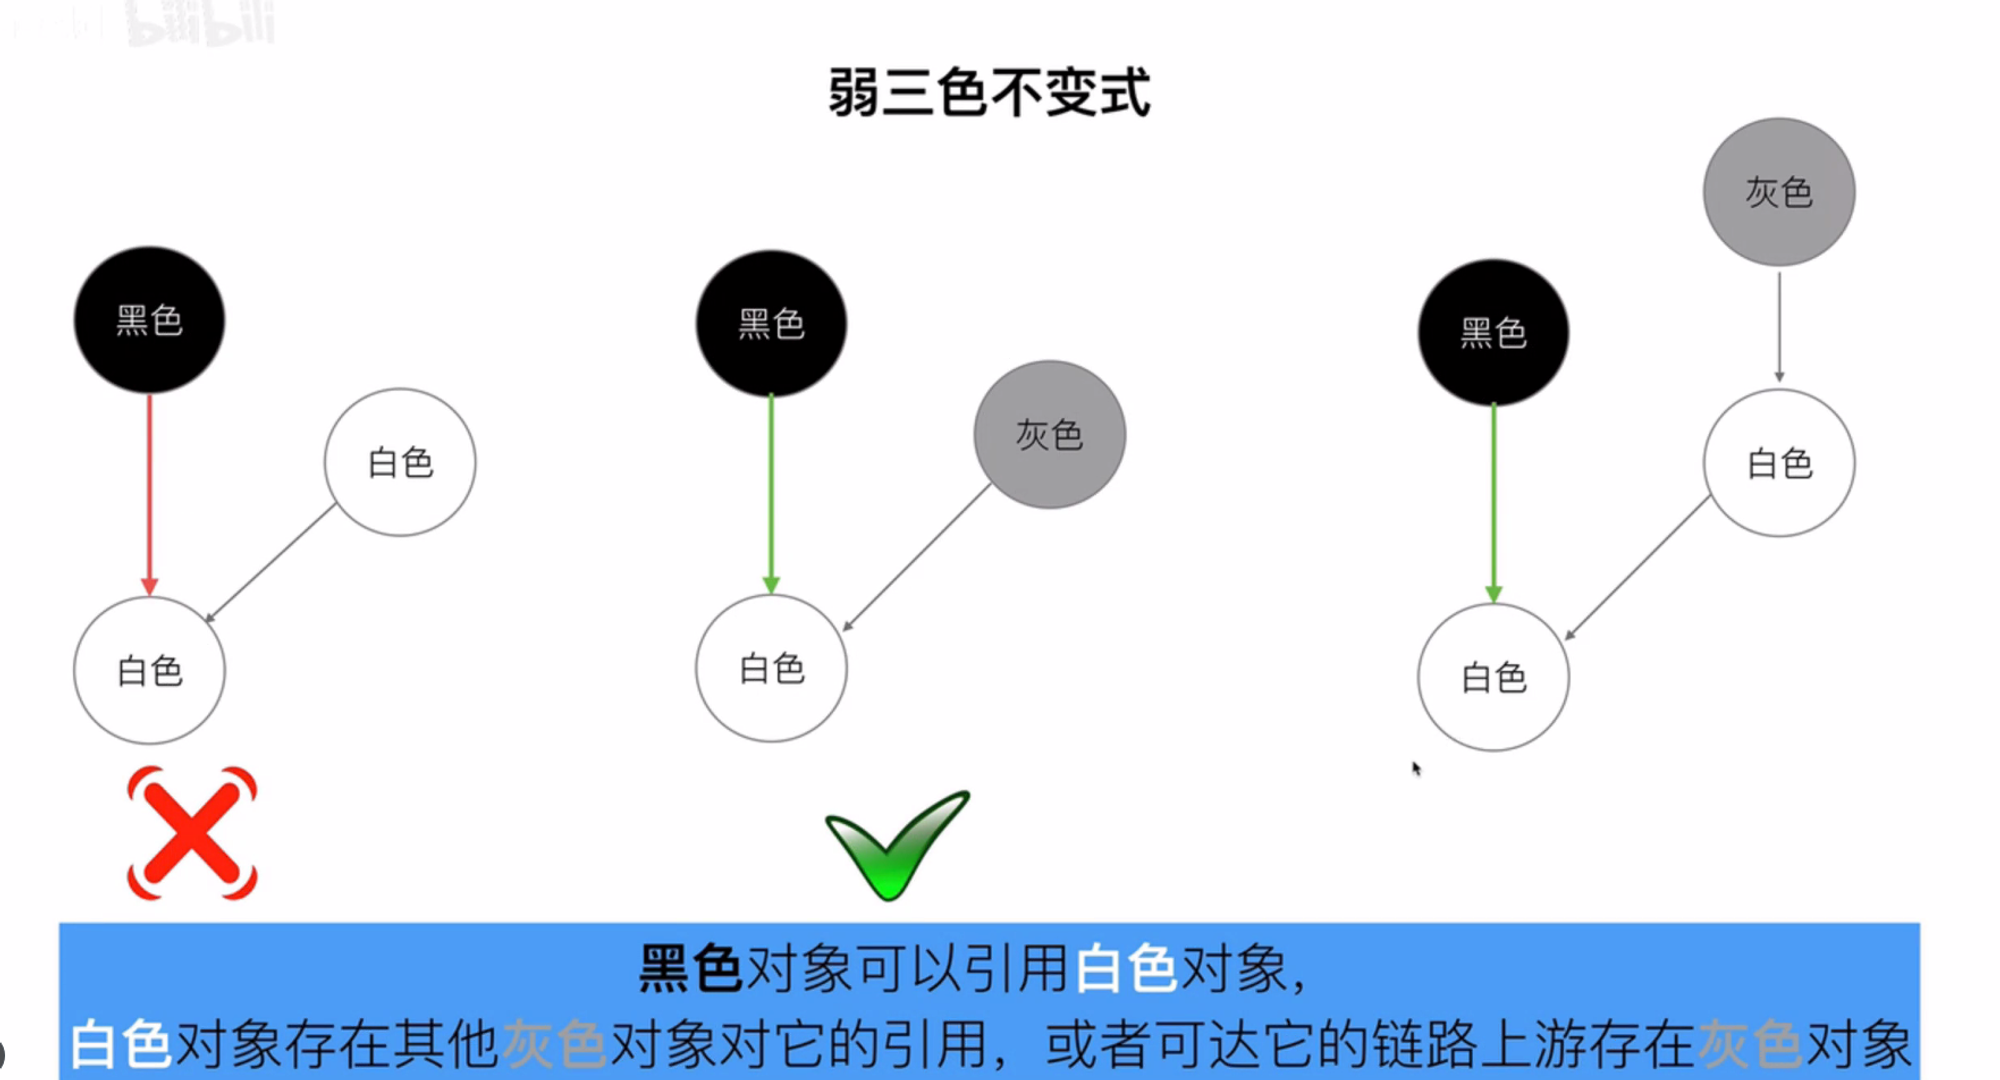 bilibili
弱三色不变式
灰色
黑色
黑色
黑色
白色
灰色
白色
白色
白色
白色
黑色对象可以引用白色对象,
白色对象存在其他灰色对象对它的引用, 或者可达它的链路上游存在灰色对象